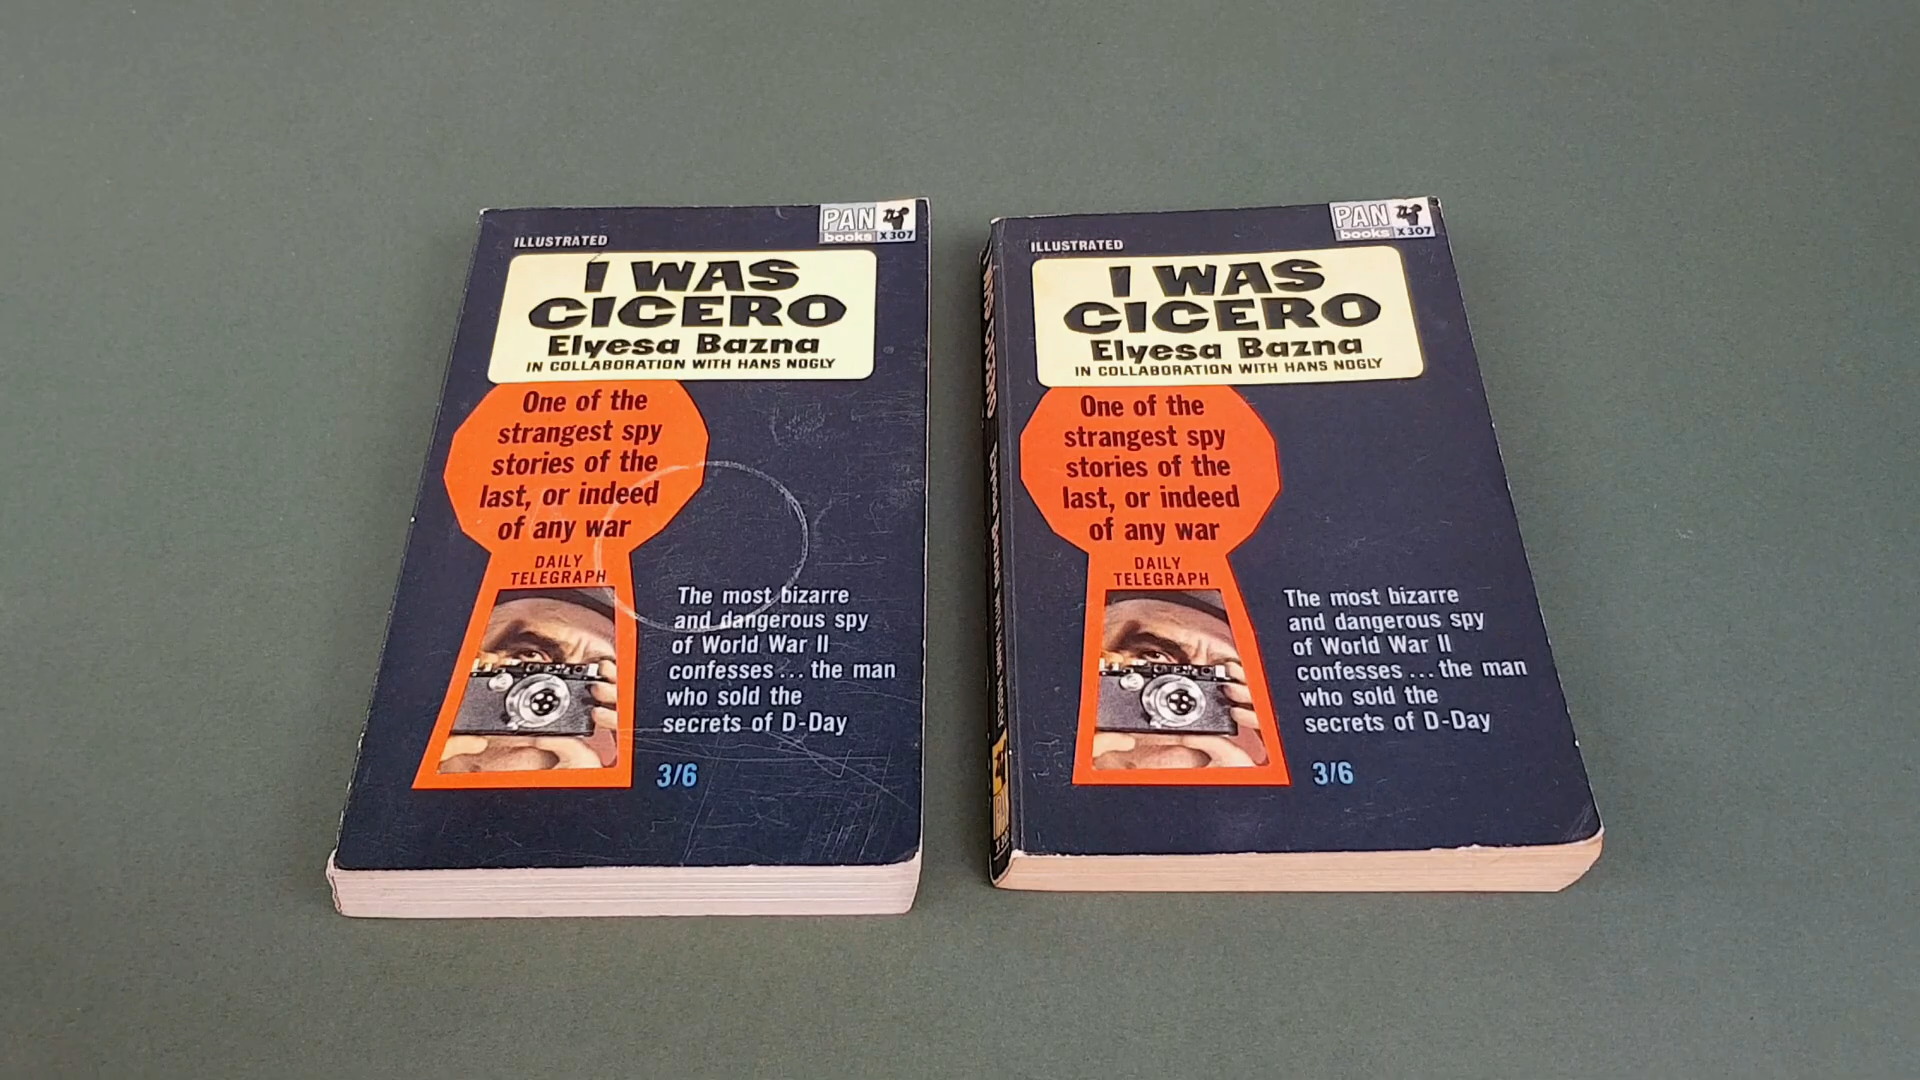 ILLUSTRATED
PAN
books X307
I WAS
CICERO
Elyesa Bazna
IN COLLABORATION WITH HANS NOGLY
One of the
strangest spy
stories of the
last, or indeed
of any war
DAILY
TELEGRAPH
The most bizarre
and dangerous spy
of World War II
confesses... the man
who sold the
secrets of D-Day
3/6
ILLUSTRATED
PAN
books X307
I WAS
CICERO
Elyesa Bazna
IN COLLABORATION WITH HANS NOGLY
One of the
strangest spy
stories of the
last, or indeed
of any war
DAILY
TELEGRAPH
The most bizarre
and dangerous spy
of World War II
confesses... the man
who sold the
secrets of D-Day
3/6